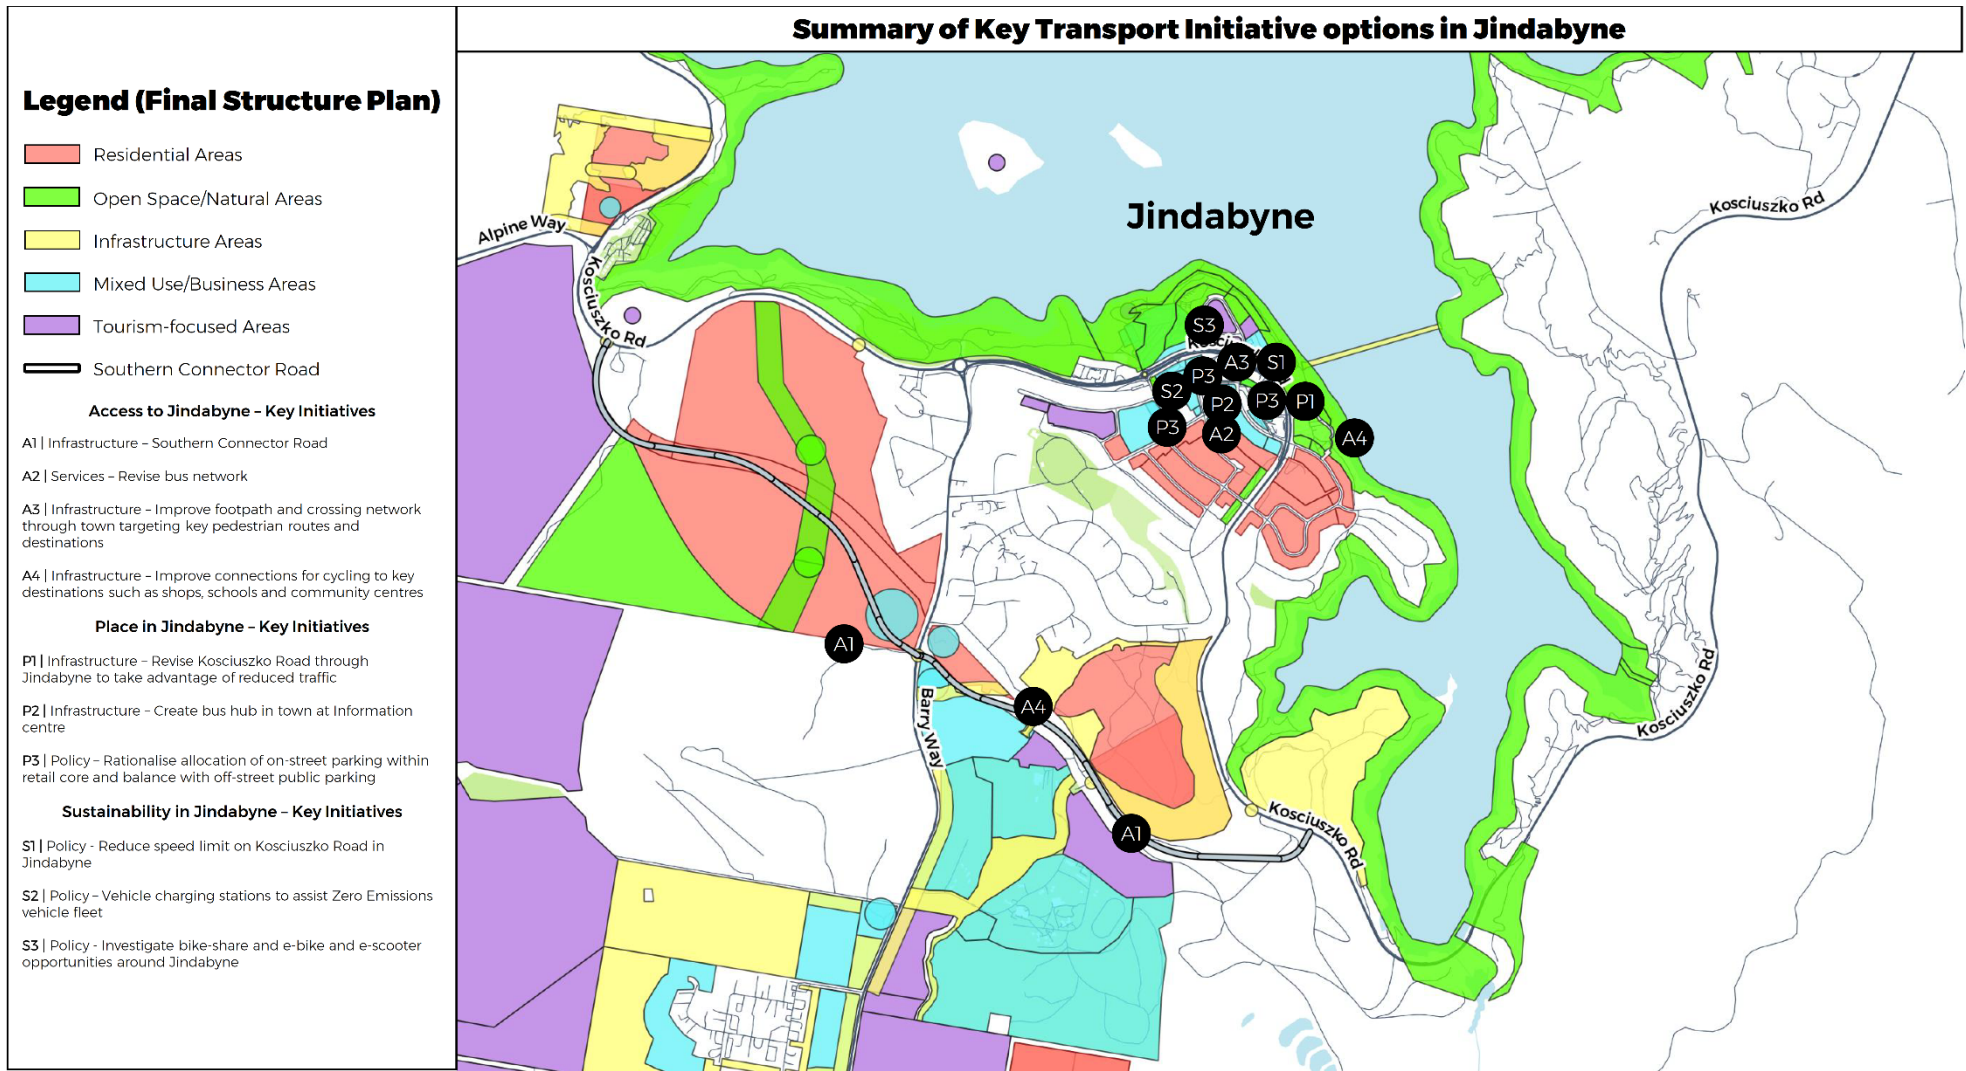 Summary of Key Transport Initiative options in Jindabyne
Legend (Final Structure Plan)
Residential Areas
Open Space/Natural Areas
Infrastructure Areas
Mixed Use/Business Areas
Tourism-focused Areas
Southern Connector Road
Access to Jindabyne – Key Initiatives
A1 | Infrastructure – Southern Connector Road
A2 | Services – Revise bus network
A3 | Infrastructure – Improve footpath and crossing network
through town targeting key pedestrian routes and
destinations
A4 | Infrastructure – Improve connections for cycling to key
destinations such as shops, schools and community centres
Place in Jindabyne – Key Initiatives
P1 | Infrastructure – Revise Kosciuszko Road through
Jindabyne to take advantage of reduced traffic
P2 | Infrastructure – Create bus hub in town at Information
centre
P3 | Policy – Rationalise allocation of on-street parking within
retail core and balance with off-street public parking
Sustainability in Jindabyne – Key Initiatives
S1 | Policy - Reduce speed limit on Kosciuszko Road in
Jindabyne
S2 | Policy – Vehicle charging stations to assist Zero Emissions
vehicle fleet
S3 | Policy - Investigate bike-share and e-bike and e-scooter
opportunities around Jindabyne
Jindabyne
Kosciuszko Rd
Alpine Way
Kosciuszko Rd
S3
A3
S1
P3
S2
P2
P3
P1
P3
A2
A4
A1
A4
Barry Way
Kosciuszko Rd
A1
Kosciuszko Rd